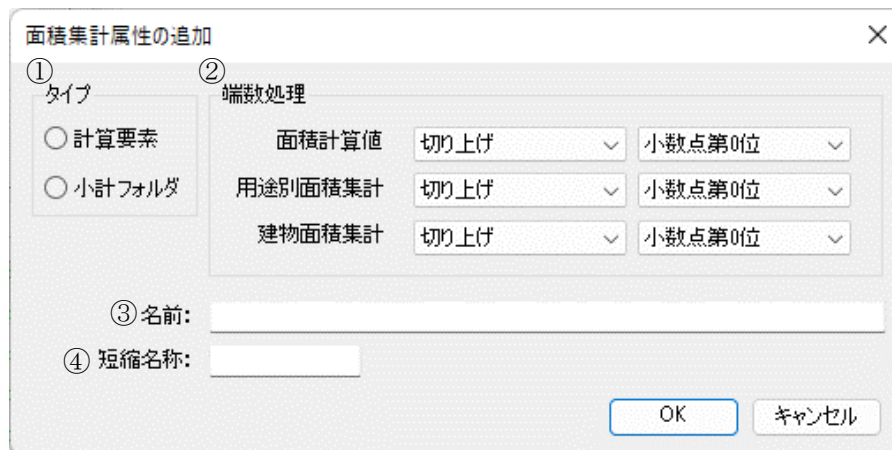 面積集計属性の追加
①
タイプ
計算要素
小計フォルダ
②
端数処理
面積計算値 切り上げ 小数点第0位
用途別面積集計 切り上げ 小数点第0位
建物面積集計 切り上げ 小数点第0位
③名前:
④短縮名称:
OK キャンセル